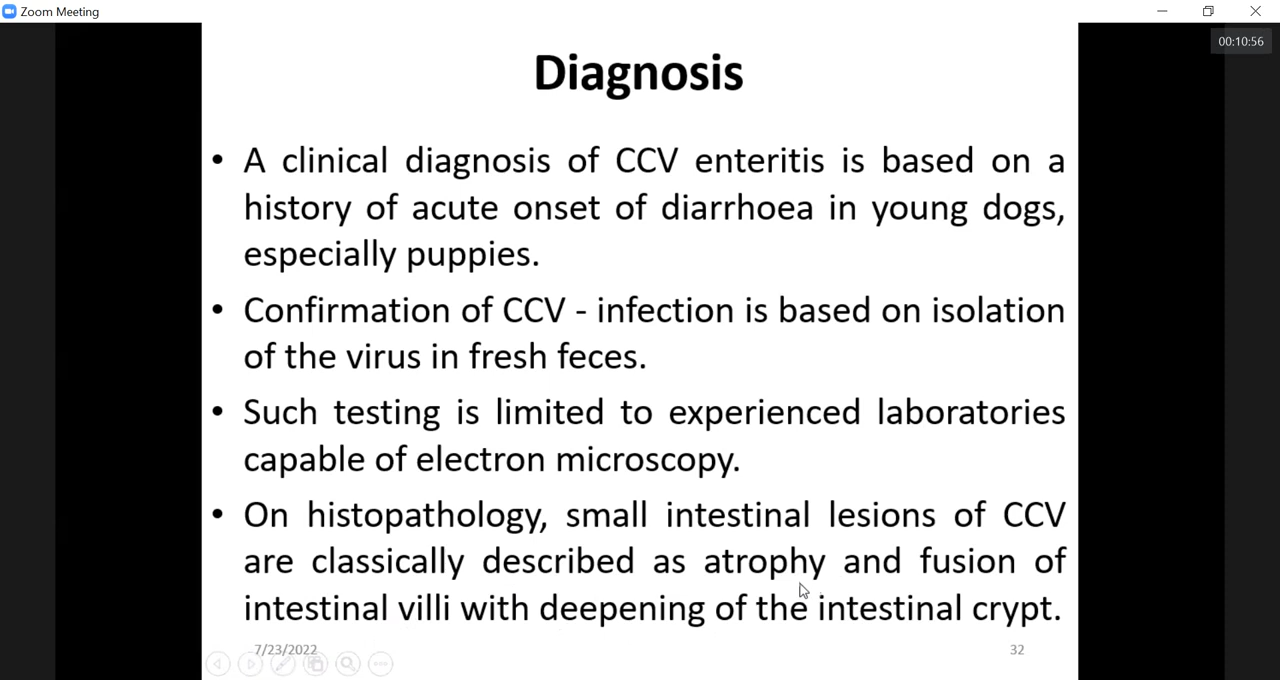 Zoom Meeting
00:10:56
Diagnosis
• A clinical diagnosis of CCV enteritis is based on a
history of acute onset of diarrhoea in young dogs,
especially puppies.
• Confirmation of CCV - infection is based on isolation
of the virus in fresh feces.
• Such testing is limited to experienced laboratories
capable of electron microscopy.
• On histopathology, small intestinal lesions of CCV
are classically described as atrophy and fusion of
intestinal villi with deepening of the intestinal crypt.
7/23/2022
32